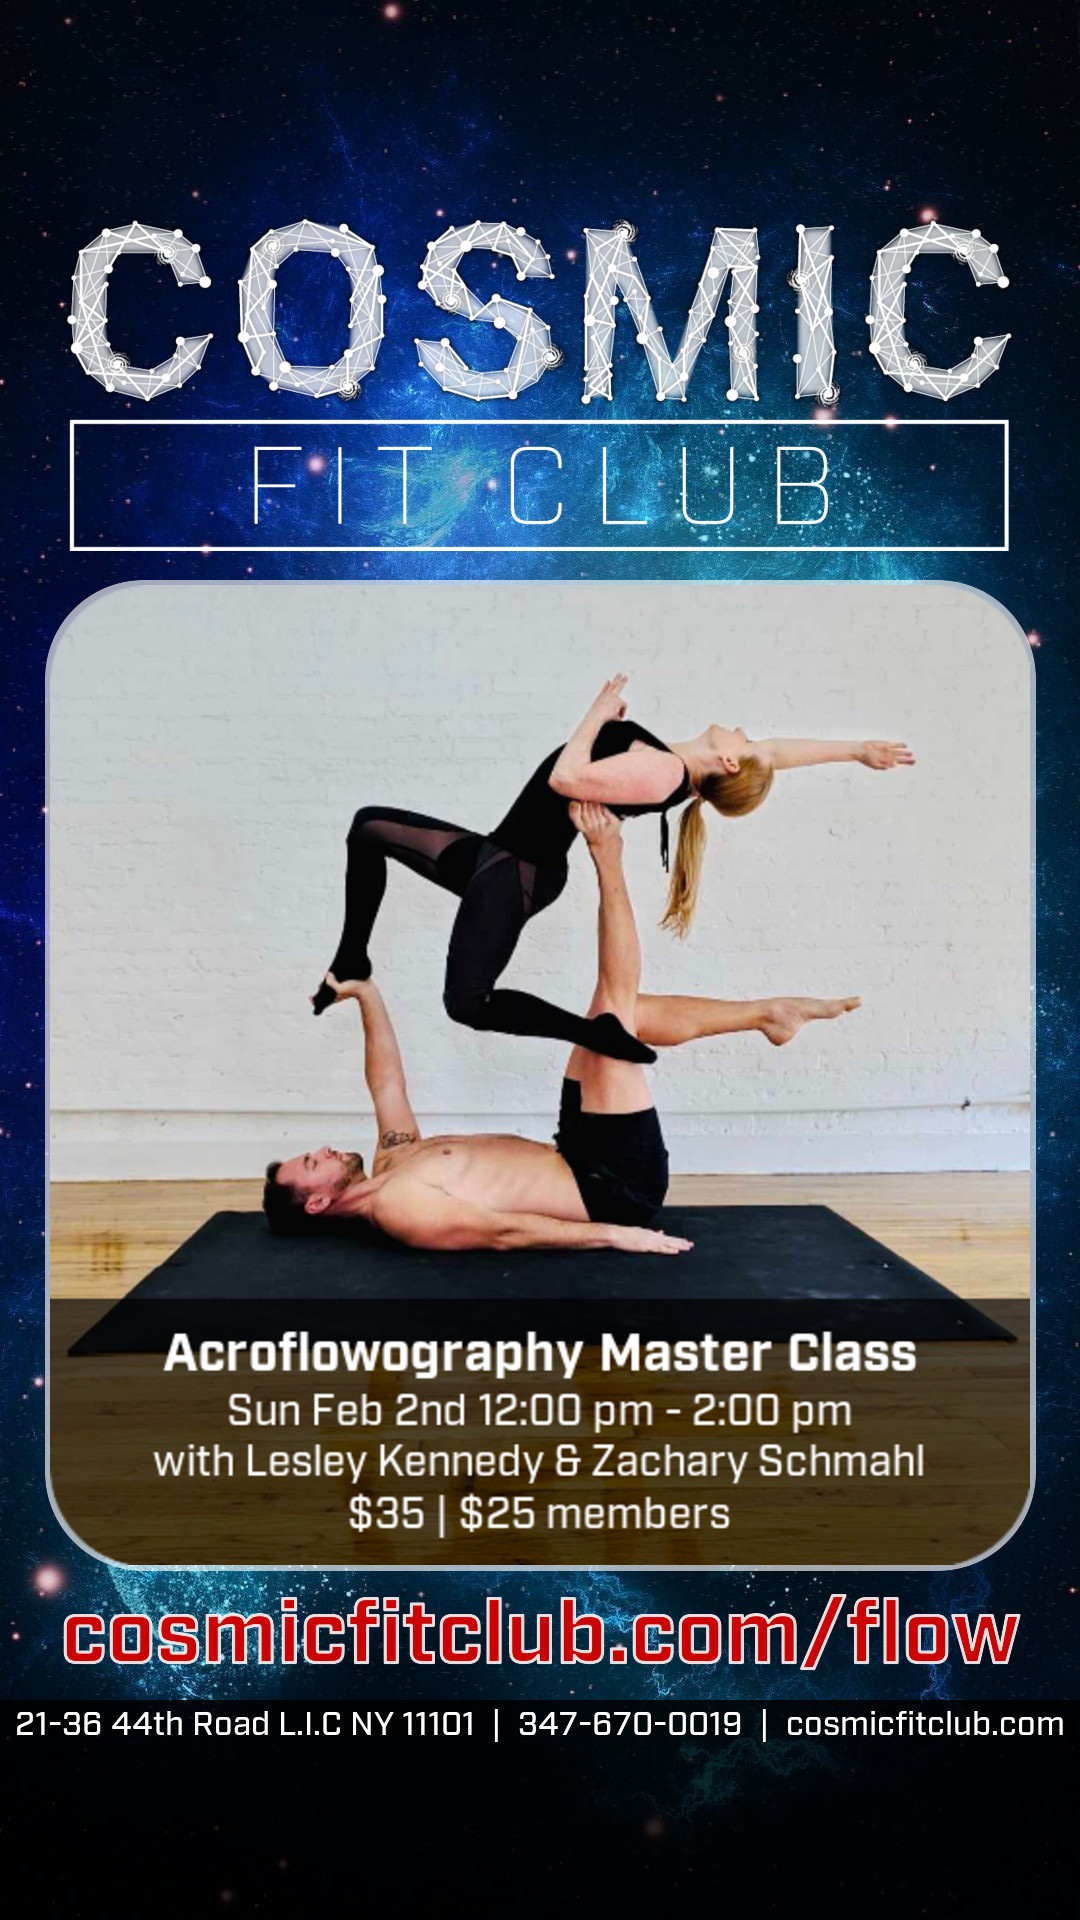 COSMIC
FIT CLUB
Acroflowography Master Class
Sun Feb 2nd 12:00 pm - 2:00 pm
with Lesley Kennedy & Zachary Schmahl
$35 | $25 members
cosmicfitclub.com/flow
21-36 44th Road L.I.C NY 11101 | 347-670-0019 | cosmicfitclub.com